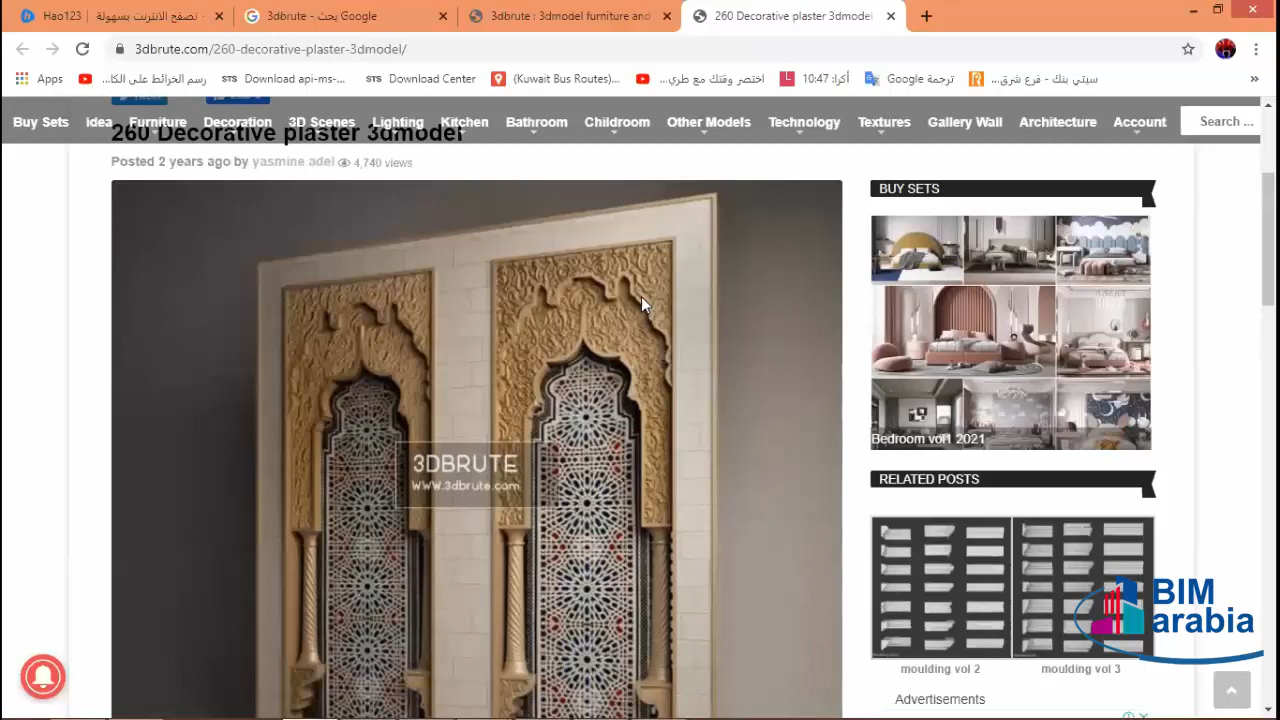 Hao123 | تصفح الانترنت بسهولة -
3dbrute - بحث Google
3dbrute : 3dmodel furniture and
260 Decorative plaster 3dmodel
3dbrute.com/260-decorative-plaster-3dmodel/
Apps
رسم الخرائط على الكا...
STS Download api-ms-...
STS Download Center
(Kuwait Bus Routes)...
اختصر وقتك مع طري...
أكرا: 10:47
ترجمة Google
سيتي بنك - فرع شرق...
»
Buy Sets Idea Furniture Decoration 3D Scenes Lighting Kitchen Bathroom Childroom Other Models Technology Textures Gallery Wall Architecture Account Search ...
260 Decorative plaster 3dmodel
Posted 2 years ago by yasmine adel 4,740 views
BUY SETS
Bedroom vol1 2021
3DBRUTE
www.3dbrute.com
RELATED POSTS
moulding vol 2 moulding vol 3
Advertisements
BIM
arabia